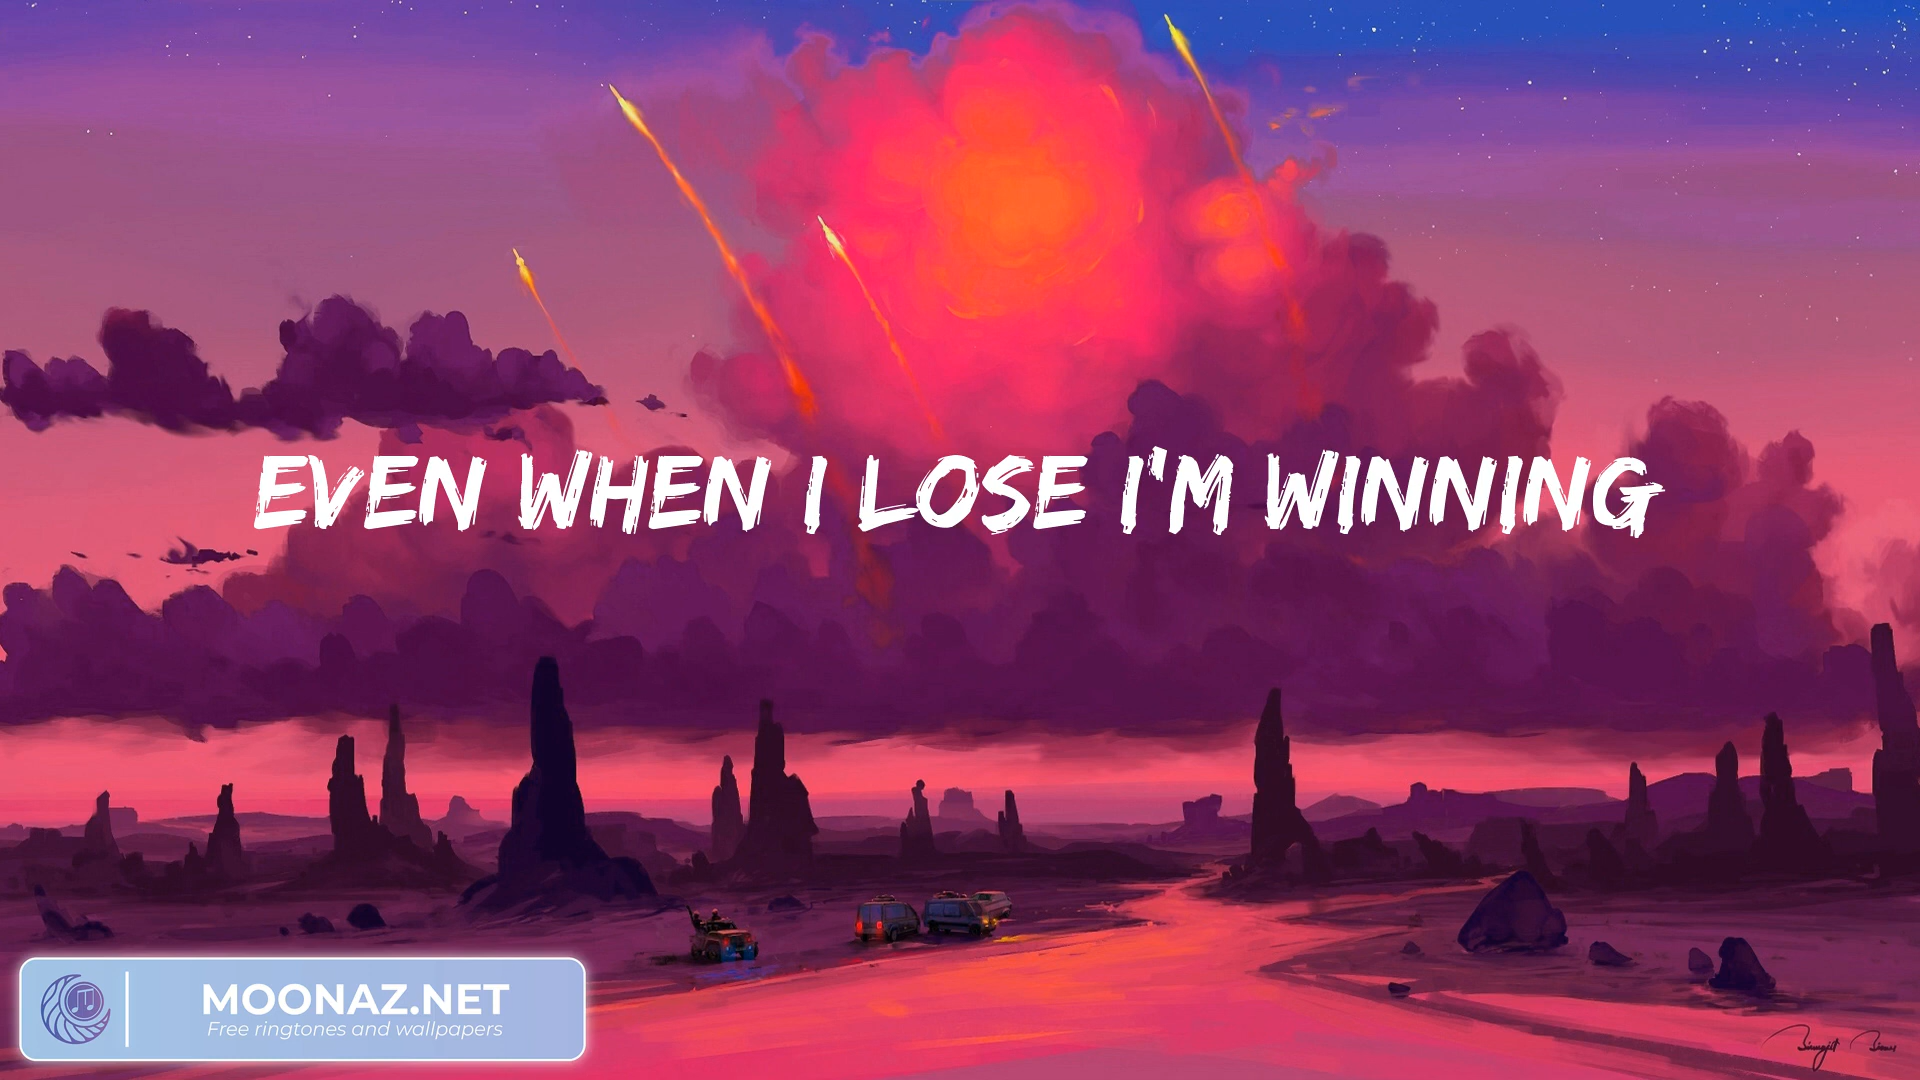 EVEN WHEN I LOSE I'M WINNING
MOONAZ.NET
Free ringtones and wallpapers